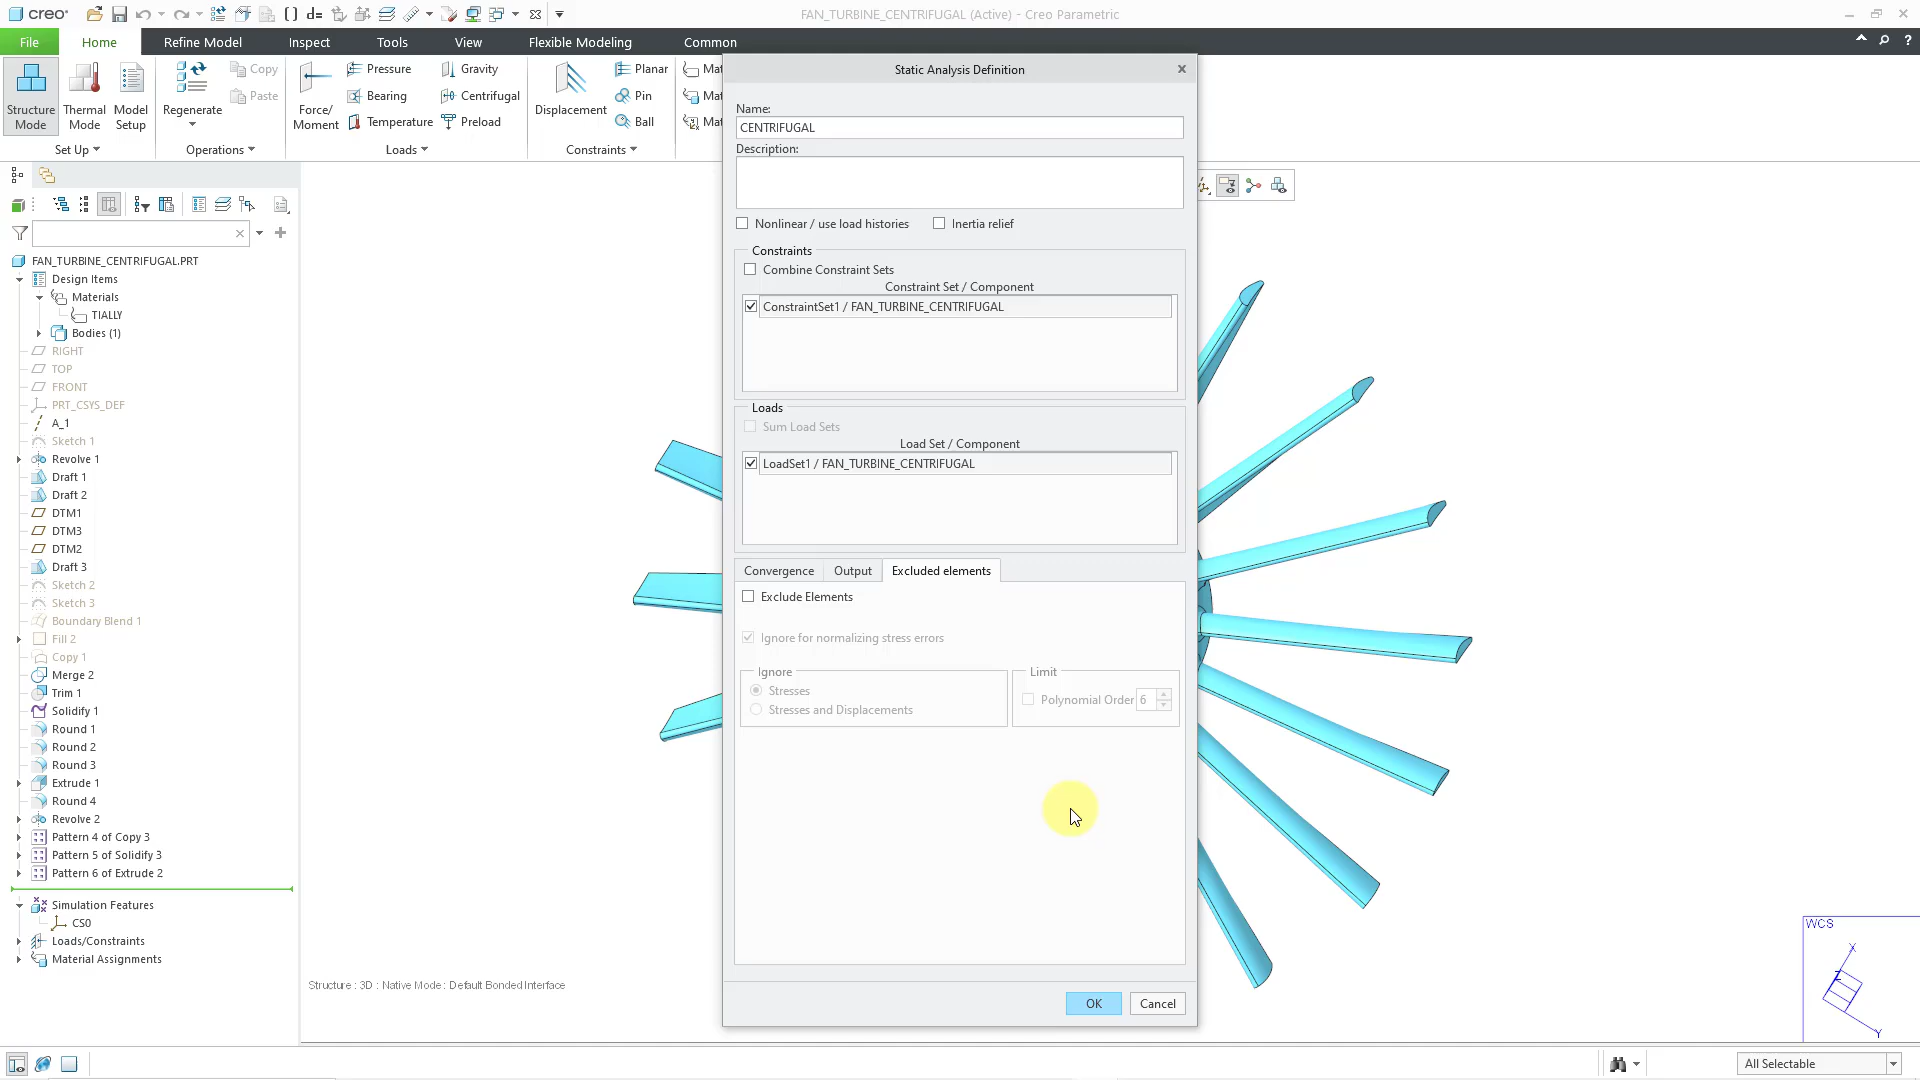 creo
d=
FAN_TURBINE_CENTRIFUGAL (Active) - Creo Parametric
File
Home
Refine Model
Inspect
Tools
View
Flexible Modeling
Common
Structure Mode
Thermal Mode
Model Setup
Set Up
Regenerate
Copy
Paste
Operations
Force/ Moment
Pressure
Bearing
Temperature
Gravity
Centrifugal
Preload
Loads
Displacement
Planar
Pin
Ball
Constraints
Mat
Mat
Mat
FAN_TURBINE_CENTRIFUGAL.PRT
Design Items
Materials
TIALLY
Bodies (1)
RIGHT
TOP
FRONT
PRT_CSYS_DEF
A_1
Sketch 1
Revolve 1
Draft 1
Draft 2
DTM1
DTM3
DTM2
Draft 3
Sketch 2
Sketch 3
Boundary Blend 1
Fill 2
Copy 1
Merge 2
Trim 1
Solidify 1
Round 1
Round 2
Round 3
Extrude 1
Round 4
Revolve 2
Pattern 4 of Copy 3
Pattern 5 of Solidify 3
Pattern 6 of Extrude 2
Simulation Features
CS0
Loads/Constraints
Material Assignments
Static Analysis Definition
Name:
CENTRIFUGAL
Description:
Nonlinear / use load histories
Inertia relief
Constraints
Combine Constraint Sets
Constraint Set / Component
ConstraintSet1 / FAN_TURBINE_CENTRIFUGAL
Loads
Sum Load Sets
Load Set / Component
LoadSet1 / FAN_TURBINE_CENTRIFUGAL
Convergence
Output
Excluded elements
Exclude Elements
Ignore for normalizing stress errors
Ignore
Stresses
Stresses and Displacements
Limit
Polynomial Order 6
OK
Cancel
Structure : 3D : Native Mode : Default Bonded Interface
WCS
X
Z
Y
All Selectable